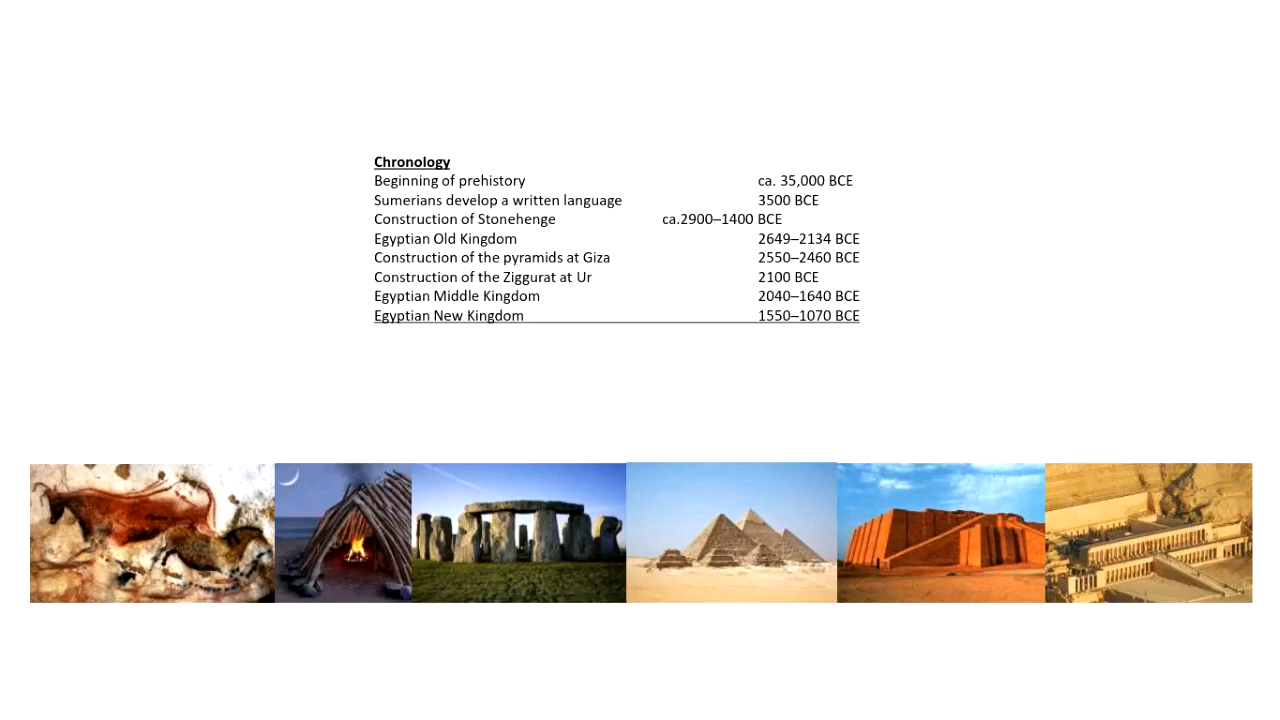 Chronology
Beginning of prehistory ca. 35,000 BCE
Sumerians develop a written language 3500 BCE
Construction of Stonehenge ca.2900–1400 BCE
Egyptian Old Kingdom 2649–2134 BCE
Construction of the pyramids at Giza 2550–2460 BCE
Construction of the Ziggurat at Ur 2100 BCE
Egyptian Middle Kingdom 2040–1640 BCE
Egyptian New Kingdom 1550–1070 BCE